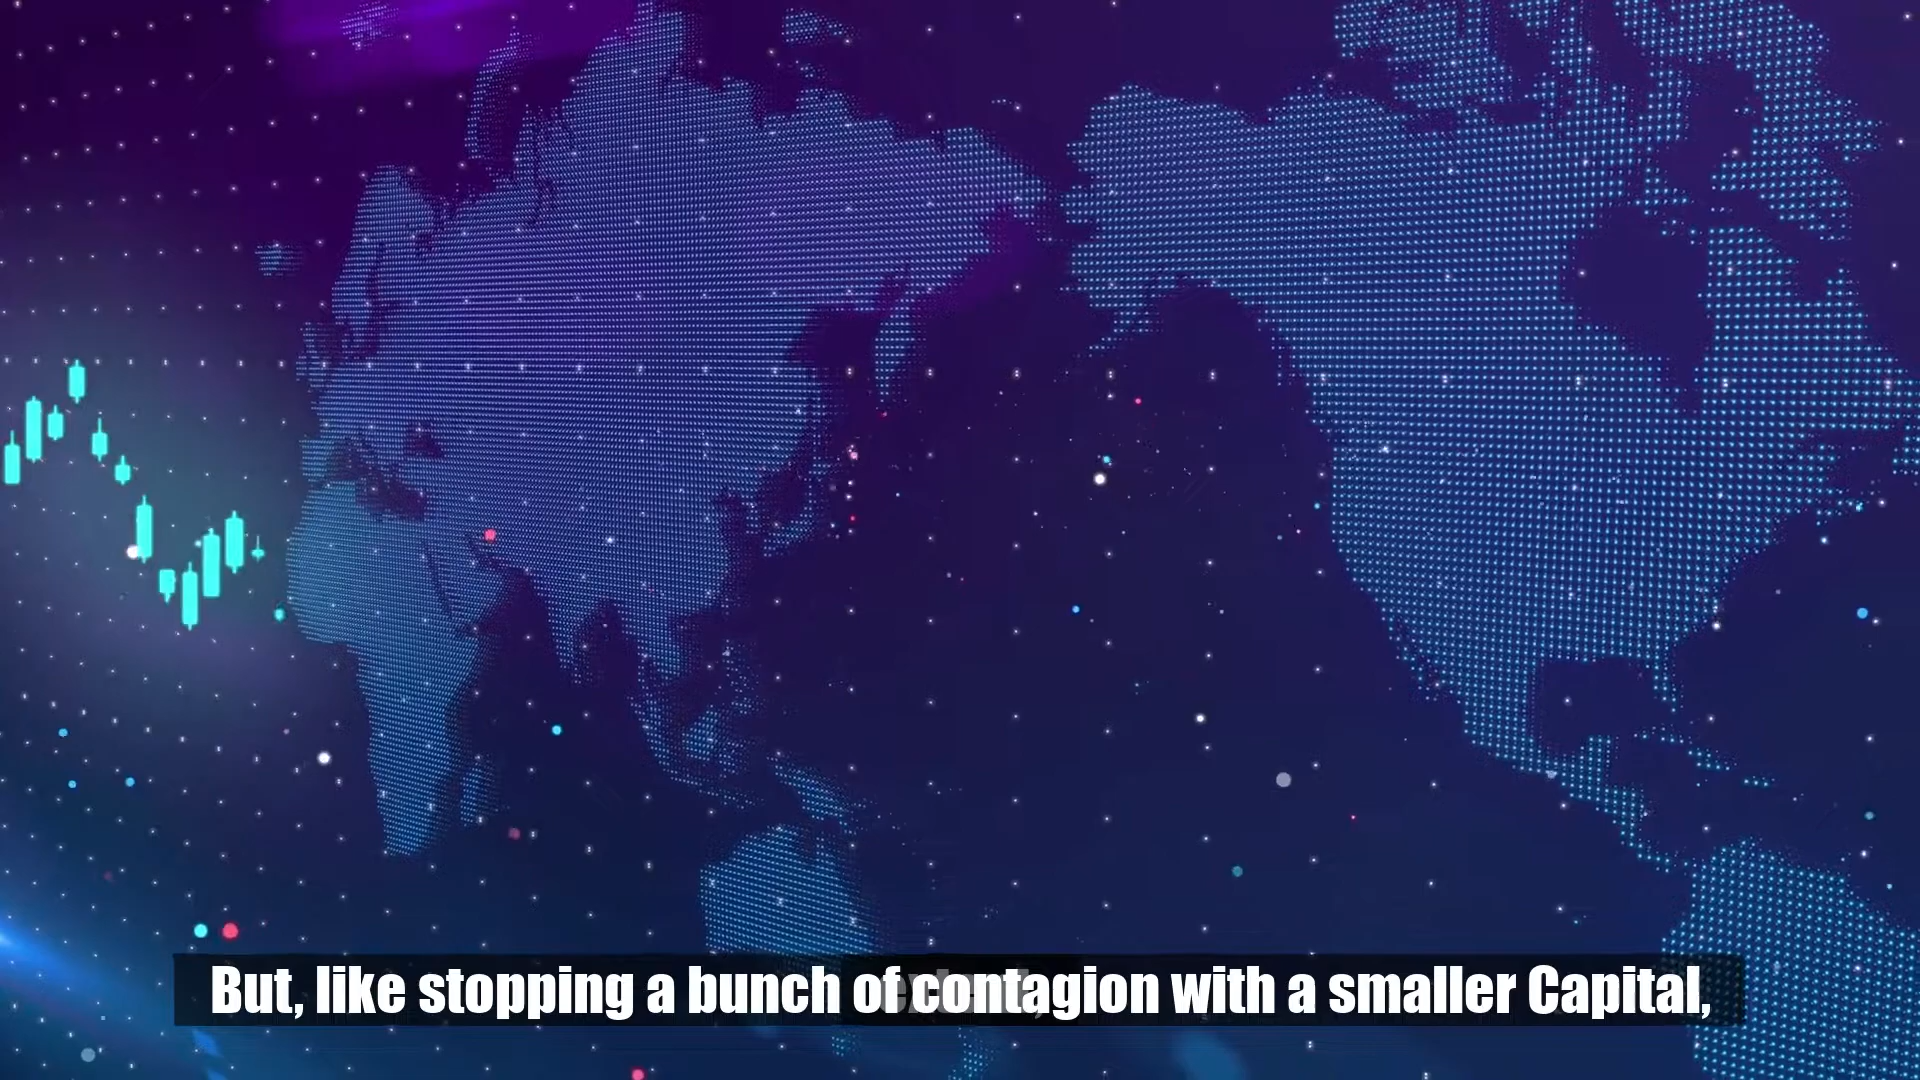 But, like stopping a bunch of contagion with a smaller Capital,